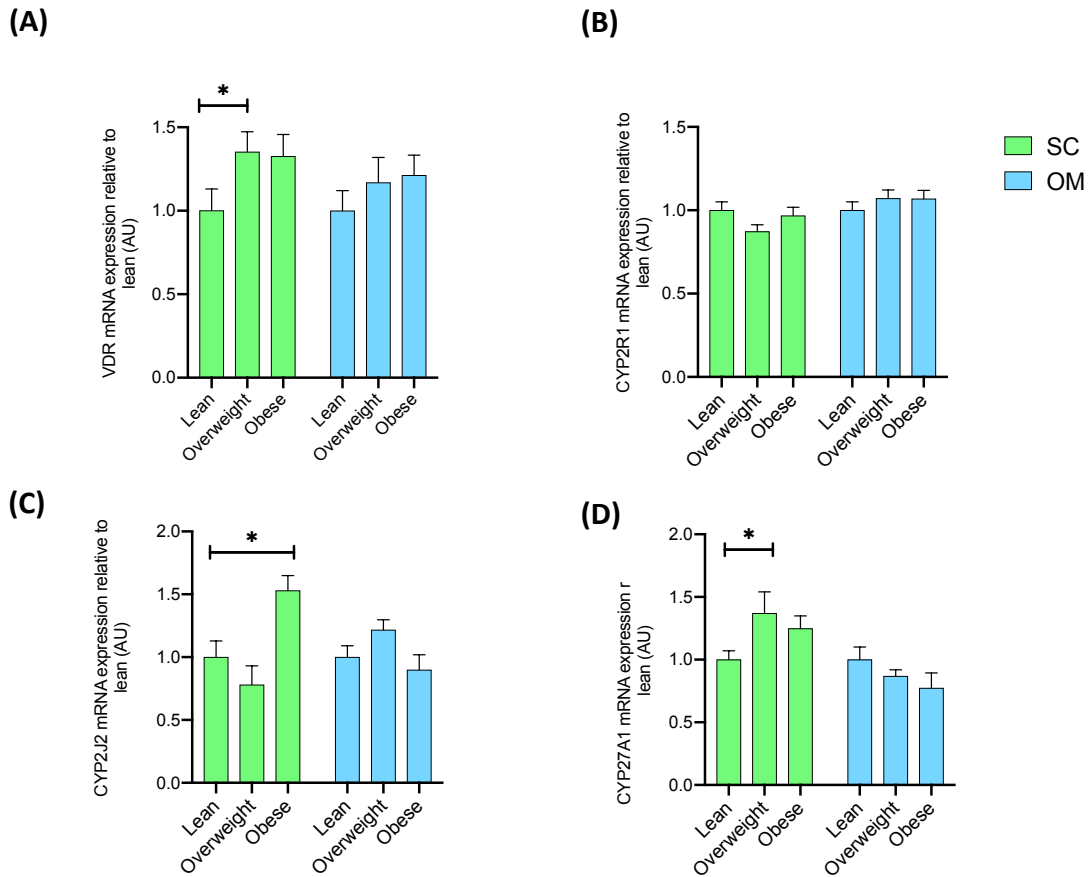 (A)
*
VDR mRNA expression relative to
lean (AU)
1.5
1.0
0.5
0.0
Lean
Overweight
Obese
Lean
Overweight
Obese
(B)
CYP2R1 mRNA expression relative to
lean (AU)
1.5
1.0
0.5
0.0
Lean
Overweight
Obese
Lean
Overweight
Obese
SC
OM
(C)
*
CYP2J2 mRNA expression relative to
lean (AU)
2.0
1.5
1.0
0.5
0.0
Lean
Overweight
Obese
Lean
Overweight
Obese
(D)
*
CYP27A1 mRNA expression r
lean (AU)
2.0
1.5
1.0
0.5
0.0
Lean
Overweight
Obese
Lean
Overweight
Obese